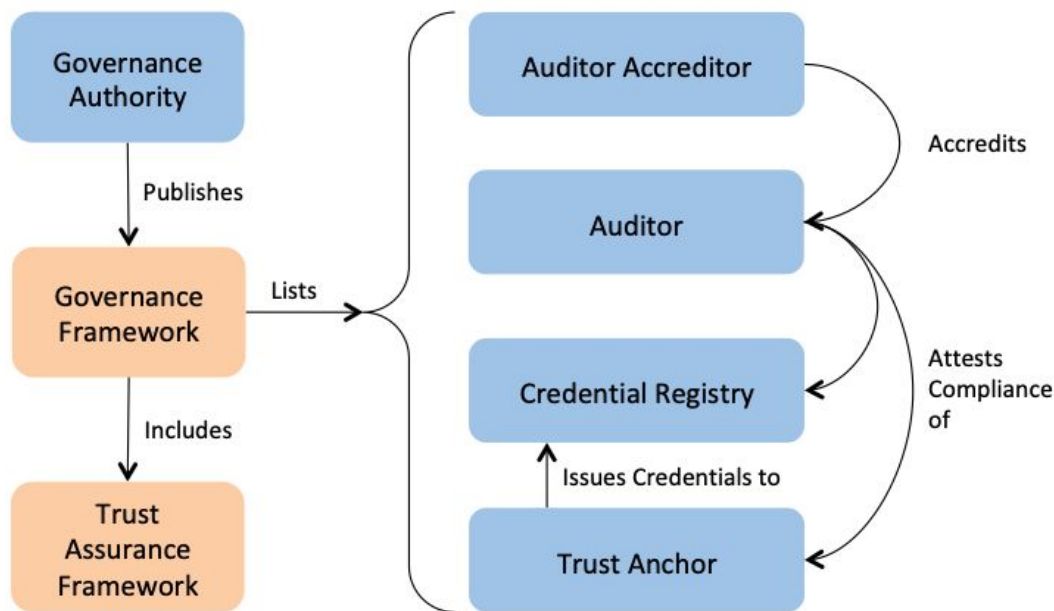 Governance
Authority
Publishes
Governance
Framework
Lists
Includes
Trust
Assurance
Framework
Auditor Accreditor
Accredits
Auditor
Credential Registry
Attests
Compliance
of
Issues Credentials to
Trust Anchor